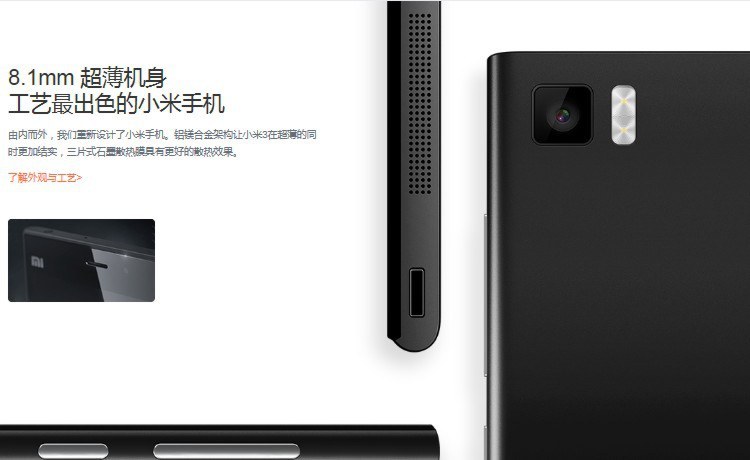 8.1mm 超薄机身
工艺最出色的小米手机
由内而外，我们重新设计了小米手机。铝镁合金架构让小米3在超薄的同
时更加结实，三片式石墨散热膜具有更好的散热效果。
了解外观与工艺>
MI